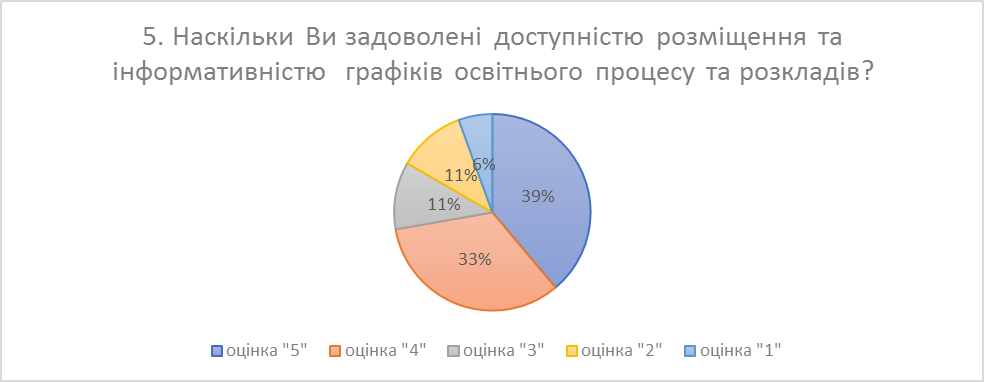 5. Наскільки Ви задоволені доступністю розміщення та
інформативністю графіків освітнього процесу та розкладів?
6%
11%
39%
11%
33%
оцінка "5" оцінка "4" оцінка "3" оцінка "2" оцінка "1"